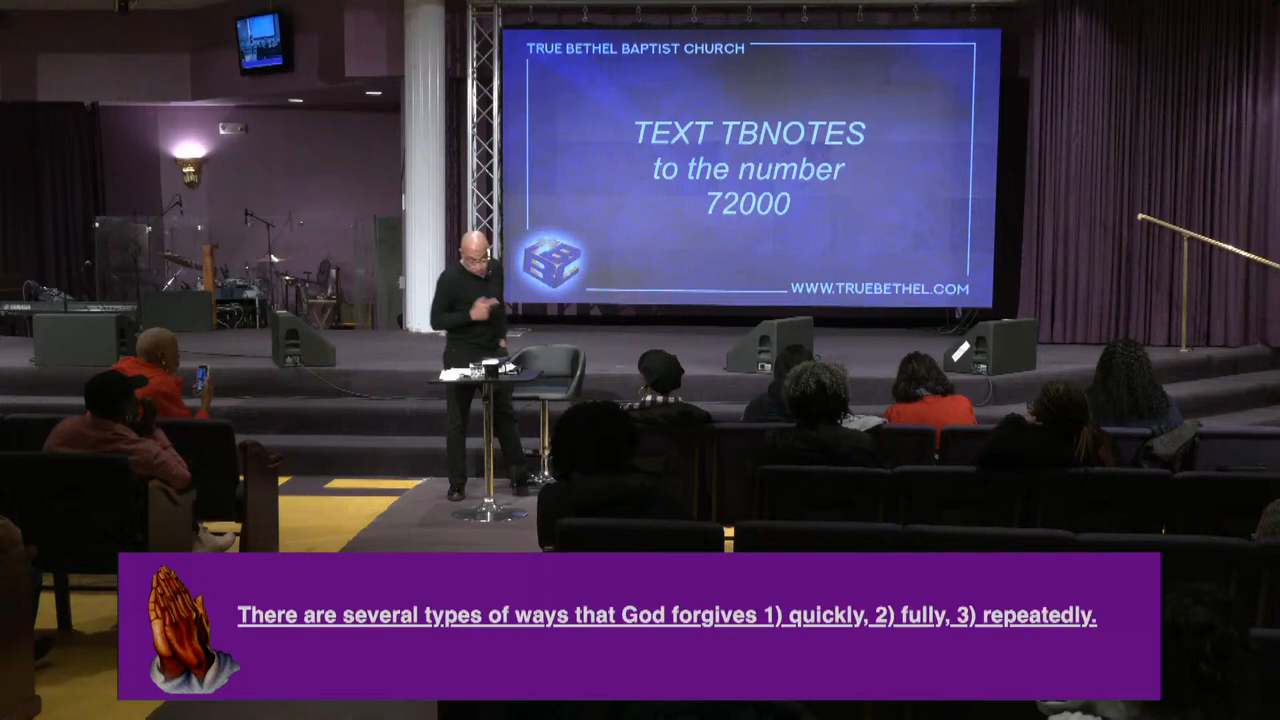 TRUE BETHEL BAPTIST CHURCH
TEXT TBNOTES
to the number
72000
WWW.TRUEBETHEL.COM
There are several types of ways that God forgives 1) quickly, 2) fully, 3) repeatedly.